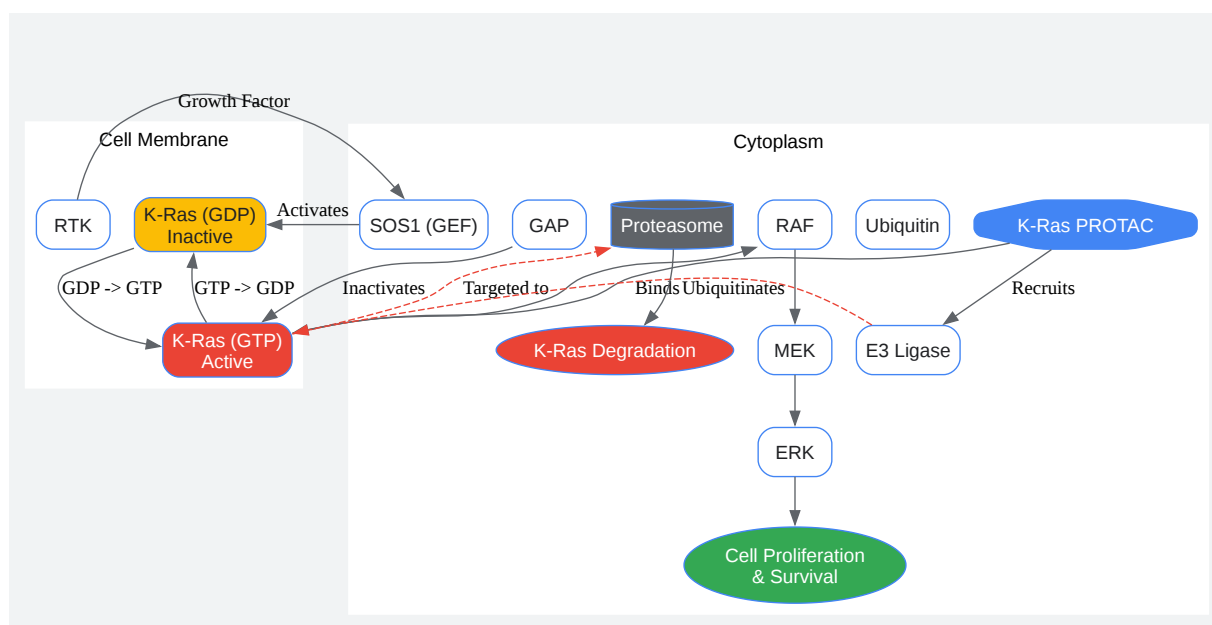 Growth Factor
Cell Membrane
Cytoplasm
RTK
K-Ras (GDP)
Inactive
Activates
SOS1 (GEF)
GAP
Proteasome
RAF
Ubiquitin
K-Ras PROTAC
GDP -> GTP
GTP -> GDP
Inactivates
Targeted to
Binds
Ubiquitinates
Recruits
K-Ras (GTP)
Active
K-Ras Degradation
MEK
E3 Ligase
ERK
Cell Proliferation
& Survival